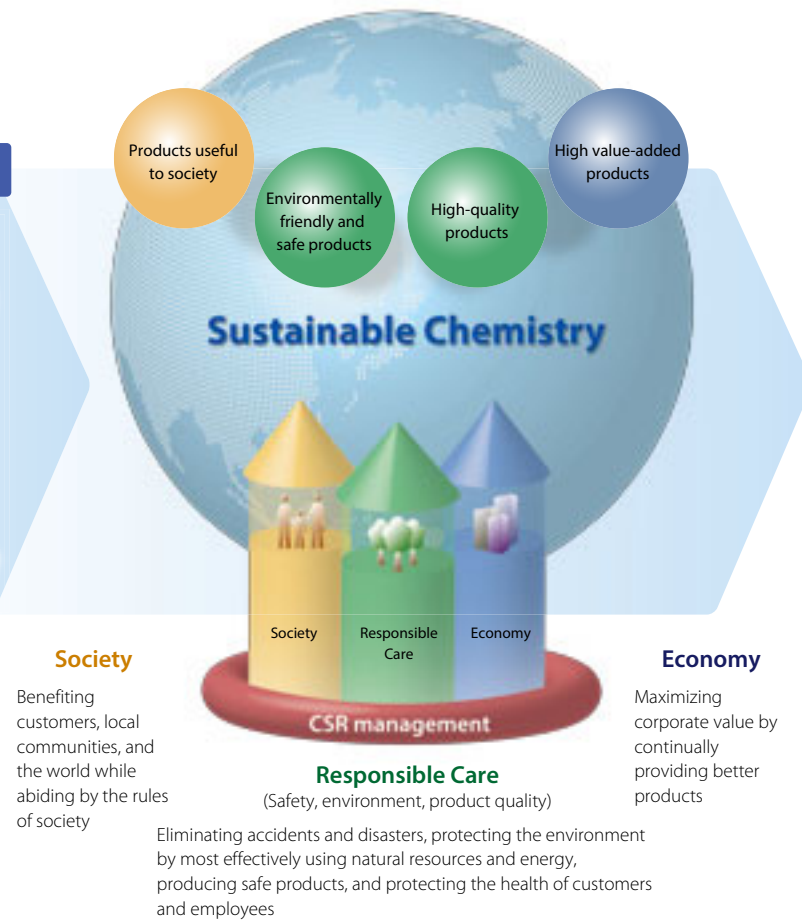 Products useful
to society
Environmentally
friendly and
safe products
High-quality
products
High value-added
products
Sustainable Chemistry
Society
Responsible
Care
Economy
CSR management
Society
Benefiting
customers, local
communities, and
the world while
abiding by the rules
of society
Responsible Care
(Safety, environment, product quality)
Eliminating accidents and disasters, protecting the environment
by most effectively using natural resources and energy,
producing safe products, and protecting the health of customers
and employees
Economy
Maximizing
corporate value by
continually
providing better
products